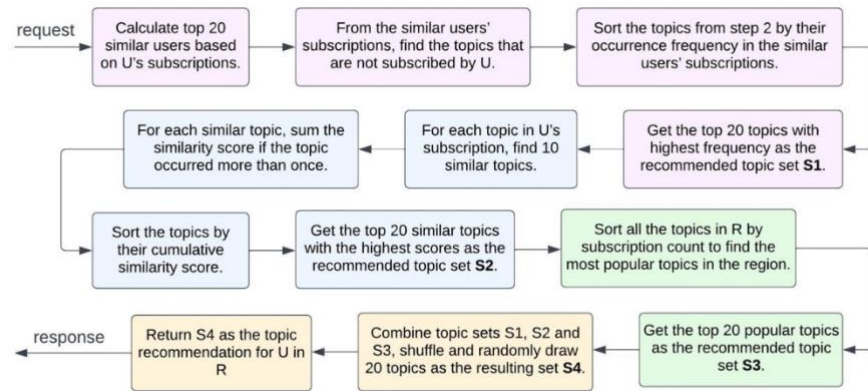 request
Calculate top 20
similar users based
on U's subscriptions.
From the similar users'
subscriptions, find the topics that
are not subscribed by U.
Sort the topics from step 2 by their
occurrence frequency in the similar
users' subscriptions.
Get the top 20 topics with
highest frequency as the
recommended topic set S1.
For each topic in U's
subscription, find 10
similar topics.
For each similar topic, sum the
similarity score if the topic
occurred more than once.
Sort the topics by
their cumulative
similarity score.
Get the top 20 similar topics
with the highest scores as the
recommended topic set S2.
Sort all the topics in R by
subscription count to find the
most popular topics in the region.
Get the top 20 popular topics
as the recommended topic
set S3.
Combine topic sets S1, S2 and
S3, shuffle and randomly draw
20 topics as the resulting set S4.
Return S4 as the topic
recommendation for U in
R
response